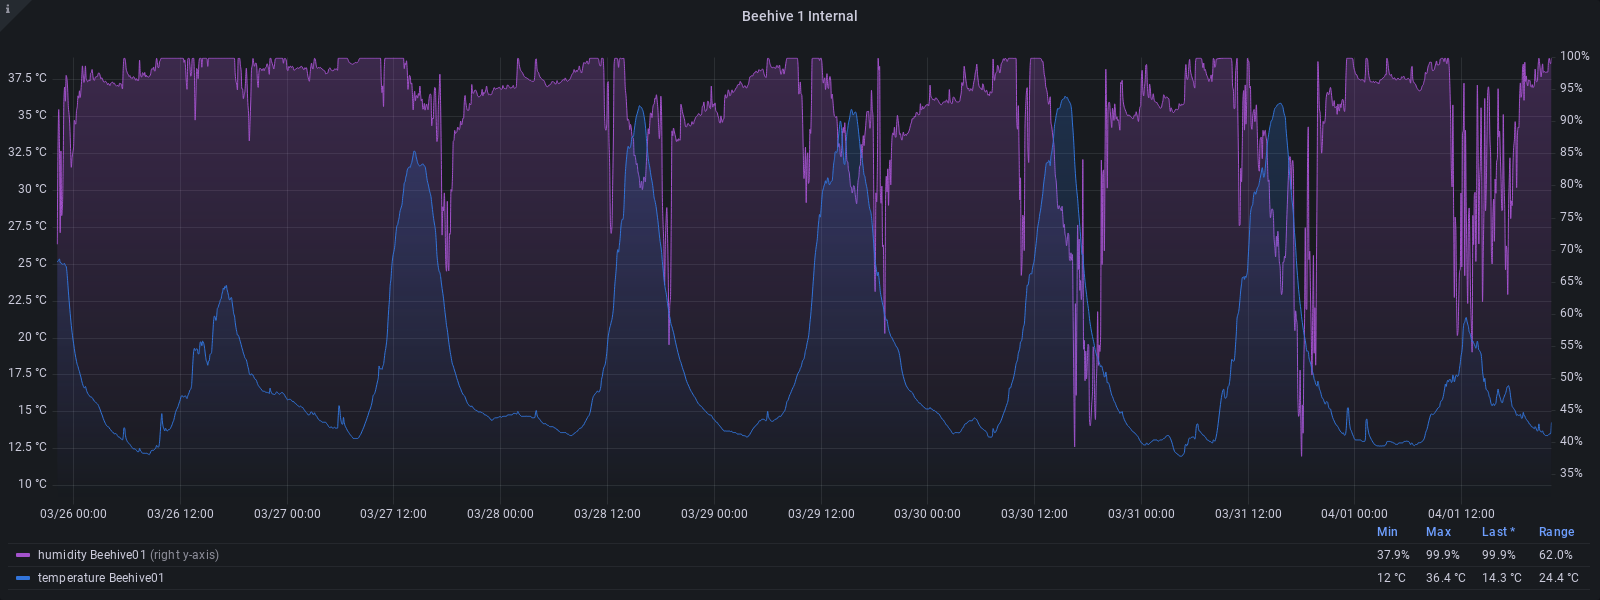 i
Beehive 1 Internal
37.5 °C
35 °C
32.5 °C
30 °C
27.5 °C
25 °C
22.5 °C
20 °C
17.5 °C
15 °C
12.5 °C
10 °C
100%
95%
90%
85%
80%
75%
70%
65%
60%
55%
50%
45%
40%
35%
03/26 00:00 03/26 12:00 03/27 00:00 03/27 12:00 03/28 00:00 03/28 12:00 03/29 00:00 03/29 12:00 03/30 00:00 03/30 12:00 03/31 00:00 03/31 12:00 04/01 00:00 04/01 12:00
Min Max Last * Range
humidity Beehive01 (right y-axis) 37.9% 99.9% 99.9% 62.0%
temperature Beehive01 12 °C 36.4 °C 14.3 °C 24.4 °C